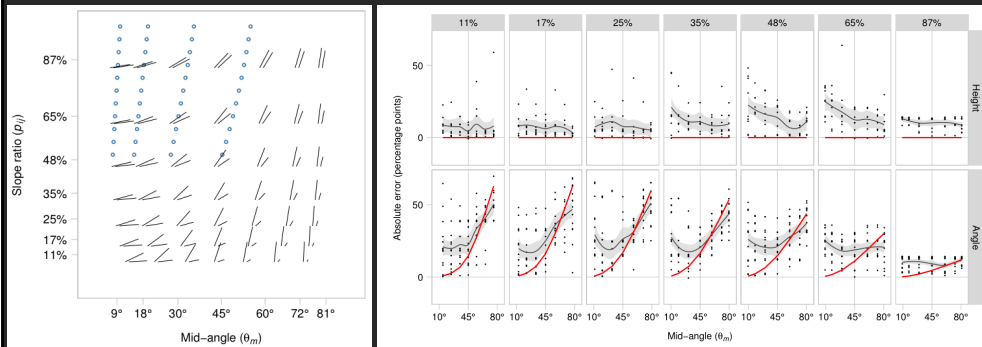 87%
65%
48%
35%
25%
17%
11%
Slope ratio (pij)
9° 18° 30° 45° 60° 72° 81°
Mid−angle (θm)
11% 17% 25% 35% 48% 65% 87%
50
0
Height
50
0
Angle
Absolute error (percentage points)
10° 45° 80° 10° 45° 80° 10° 45° 80° 10° 45° 80° 10° 45° 80° 10° 45° 80° 10° 45° 80°
Mid−angle (θm)